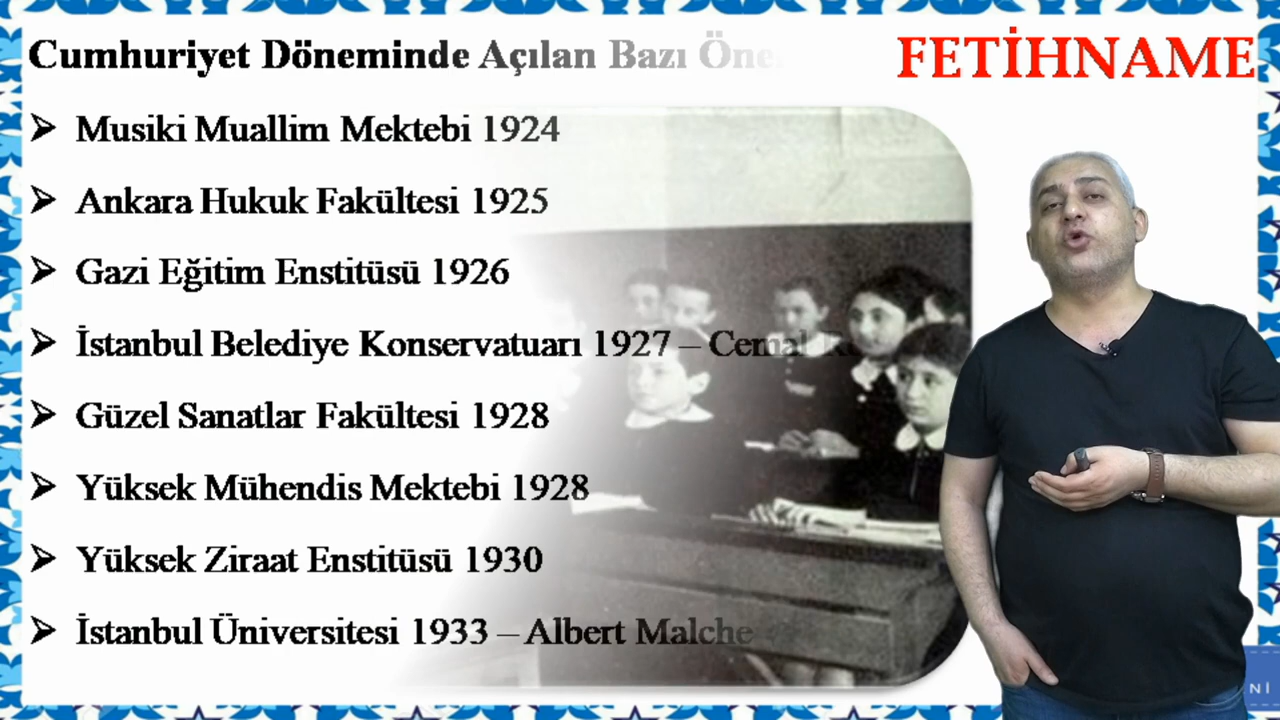 Cumhuriyet Döneminde Açılan Bazı
FETİHNAME
➢ Musiki Muallim Mektebi 1924
➢ Ankara Hukuk Fakültesi 1925
➢ Gazi Eğitim Enstitüsü 1926
➢ İstanbul Belediye Konservatuarı 1927 – Cemal
➢ Güzel Sanatlar Fakültesi 1928
➢ Yüksek Mühendis Mektebi 1928
➢ Yüksek Ziraat Enstitüsü 1930
➢ İstanbul Üniversitesi 1933 – Albert Malche